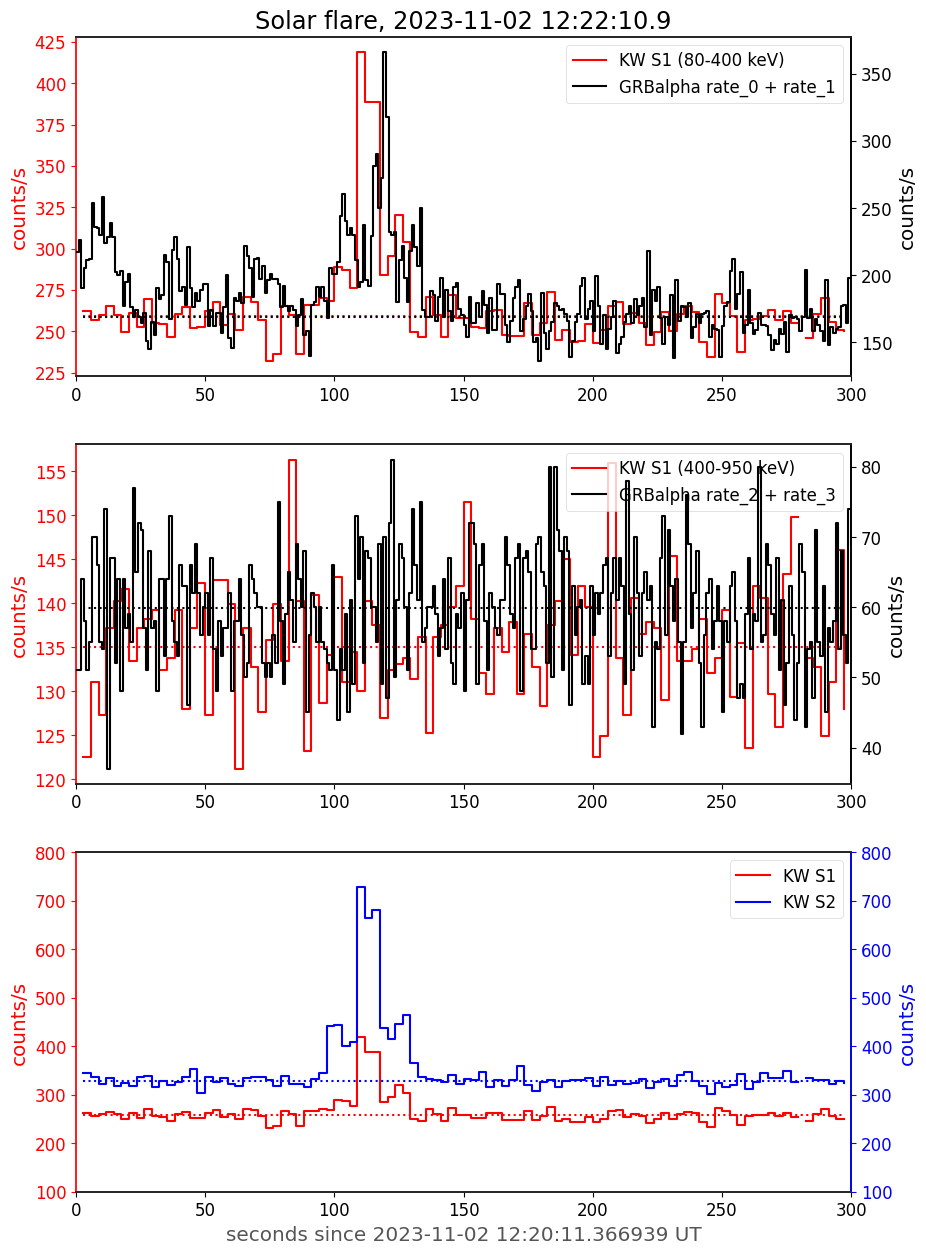 Solar flare, 2023-11-02 12:22:10.9
425
400
375
350
325
300
275
250
225
counts/s
KW S1 (80-400 keV)
GRBalpha rate_0 + rate_1
350
300
250
200
150
counts/s
0 50 100 150 200 250 300
155
150
145
140
135
130
125
120
counts/s
KW S1 (400-950 keV)
GRBalpha rate_2 + rate_3
80
70
60
50
40
counts/s
0 50 100 150 200 250 300
800
700
600
500
400
300
200
100
counts/s
KW S1
KW S2
800
700
600
500
400
300
200
100
counts/s
0 50 100 150 200 250 300
seconds since 2023-11-02 12:20:11.366939 UT